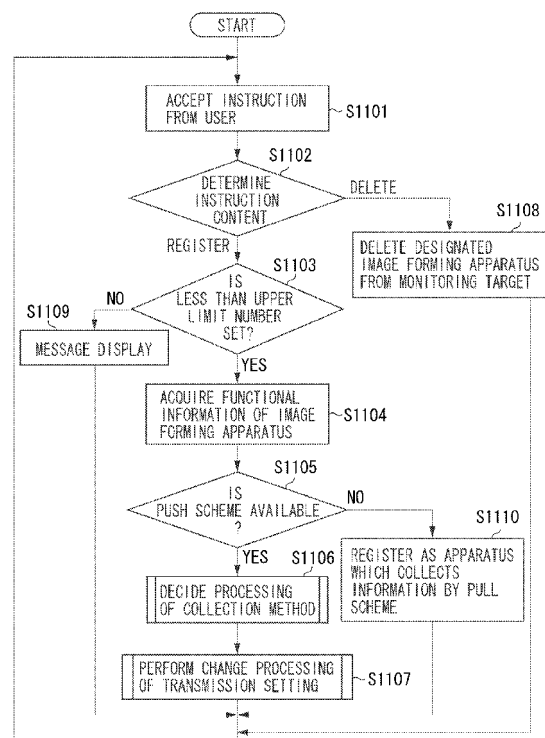 START
ACCEPT INSTRUCTION
FROM USER
S1101
S1102
DETERMINE
INSTRUCTION
CONTENT
DELETE
REGISTER
S1108
DELETE DESIGNATED
IMAGE FORMING APPARATUS
FROM MONITORING TARGET
S1103
IS
LESS THAN UPPER
LIMIT NUMBER
SET?
NO
S1109
MESSAGE DISPLAY
YES
ACQUIRE FUNCTIONAL
INFORMATION OF IMAGE
FORMING APPARATUS
S1104
S1105
IS
PUSH SCHEME AVAILABLE
?
NO
S1110
REGISTER AS APPARATUS
WHICH COLLECTS
INFORMATION BY PULL
SCHEME
YES
S1106
DECIDE PROCESSING
OF COLLECTION METHOD
PERFORM CHANGE PROCESSING
OF TRANSMISSION SETTING
S1107